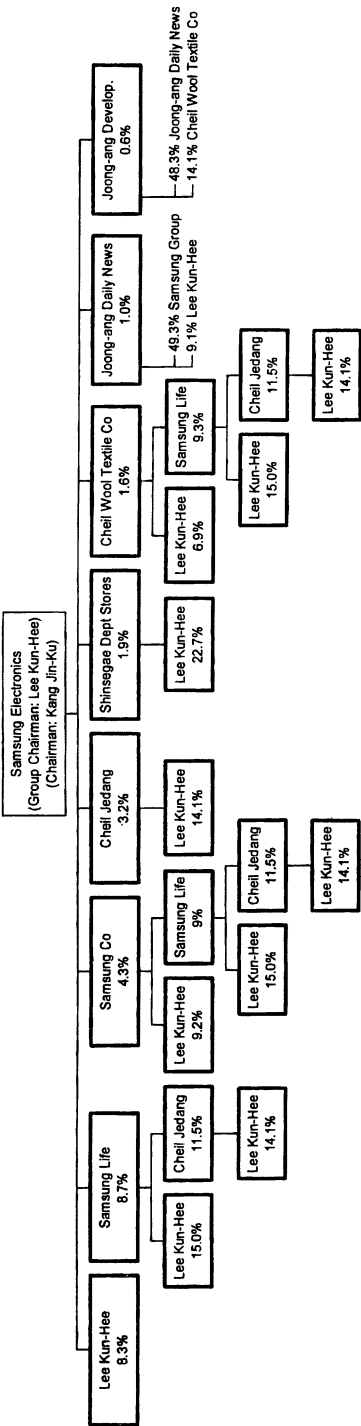 Samsung Electronics
(Group Chairman: Lee Kun-Hee)
(Chairman: Kang Jin-Ku)
Lee Kun-Hee
8.3%
Samsung Life
8.7%
Lee Kun-Hee
15.0%
Cheil Jedang
11.5%
Lee Kun-Hee
14.1%
Samsung Co
4.3%
Lee Kun-Hee
9.2%
Samsung Life
9%
Lee Kun-Hee
15.0%
Cheil Jedang
11.5%
Lee Kun-Hee
14.1%
Cheil Jedang
3.2%
Lee Kun-Hee
14.1%
Shinsegae Dept Stores
1.9%
Lee Kun-Hee
22.7%
Cheil Wool Textile Co
1.6%
Lee Kun-Hee
6.9%
Samsung Life
9.3%
Lee Kun-Hee
15.0%
Cheil Jedang
11.5%
Lee Kun-Hee
14.1%
Joong-ang Daily News
1.0%
49.3% Samsung Group
9.1% Lee Kun-Hee
Joong-ang Develop.
0.6%
48.3% Joong-ang Daily News
14.1% Cheil Wool Textile Co